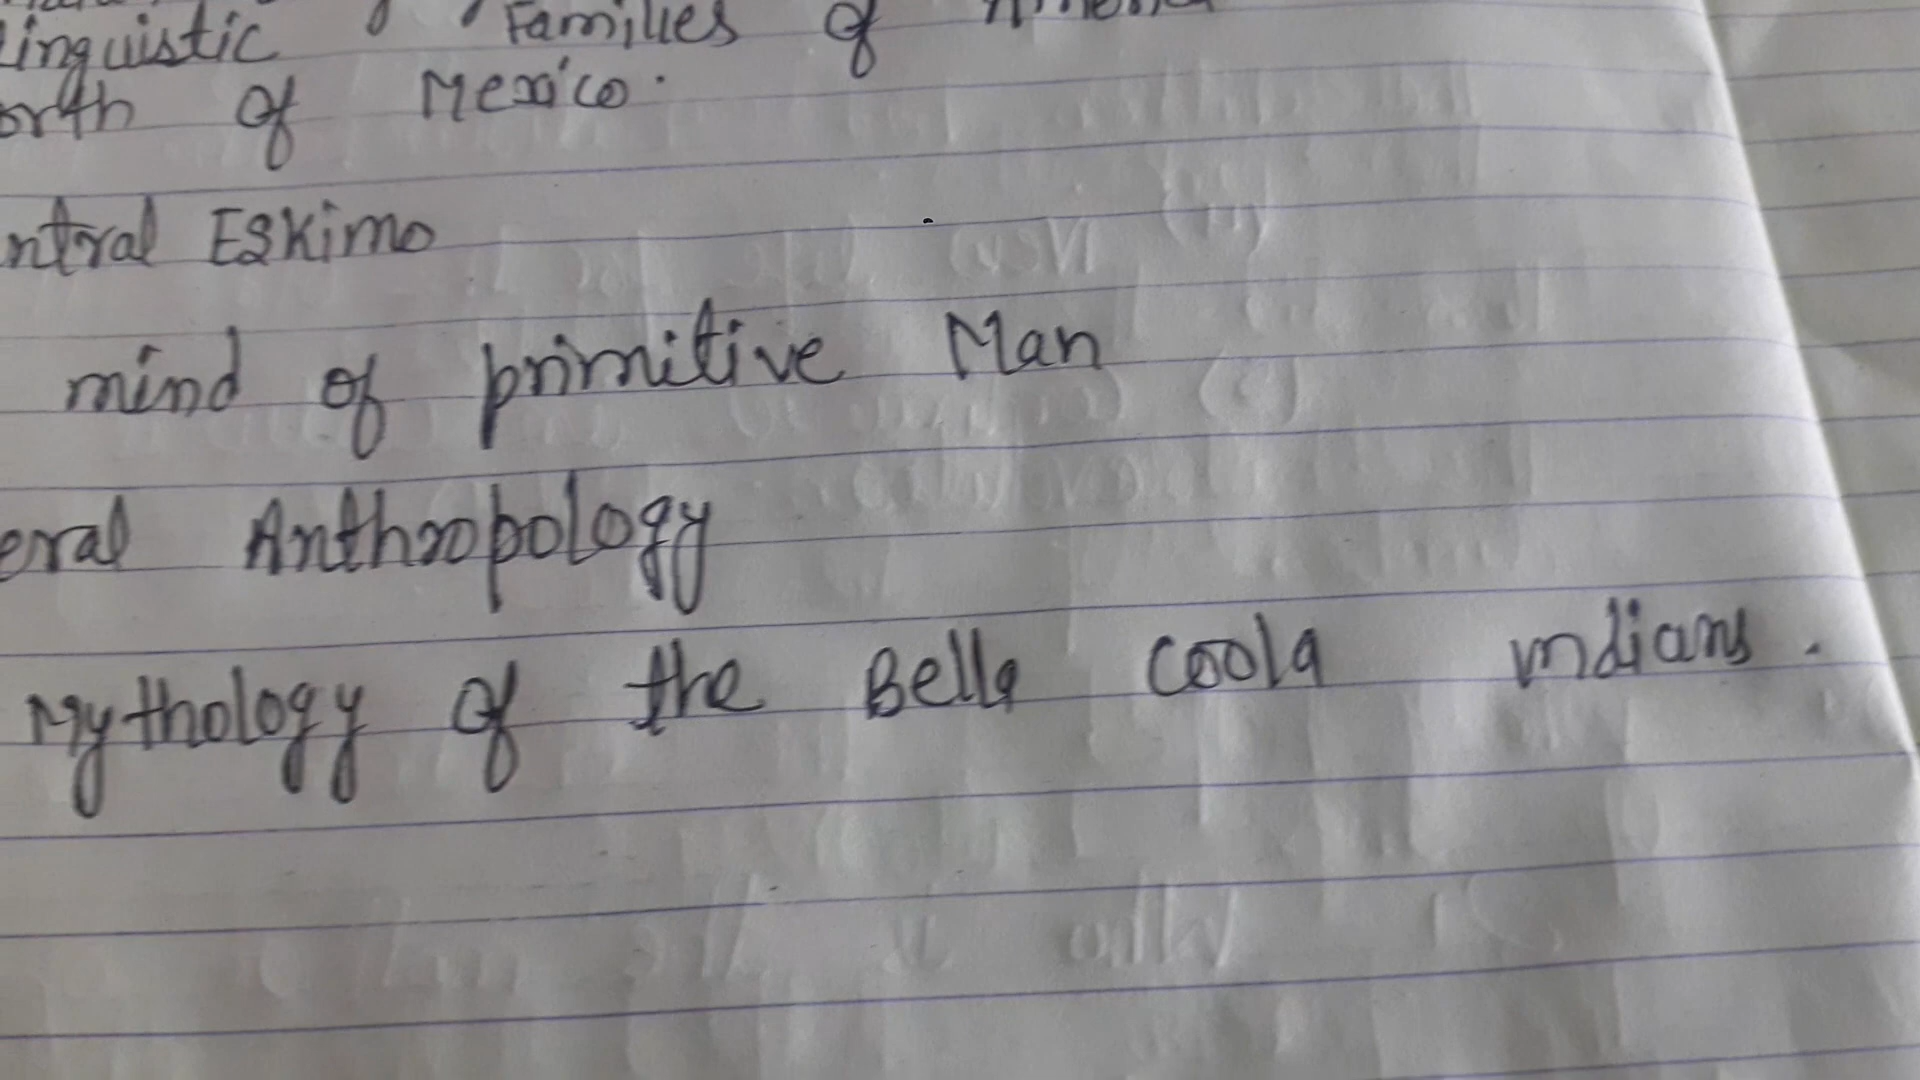 Linguistic Families of America
orth of Mexico.
ntral Eskimo
mind of primitive Man
eral Anthropology
Mythology of the Bella Coola indians.